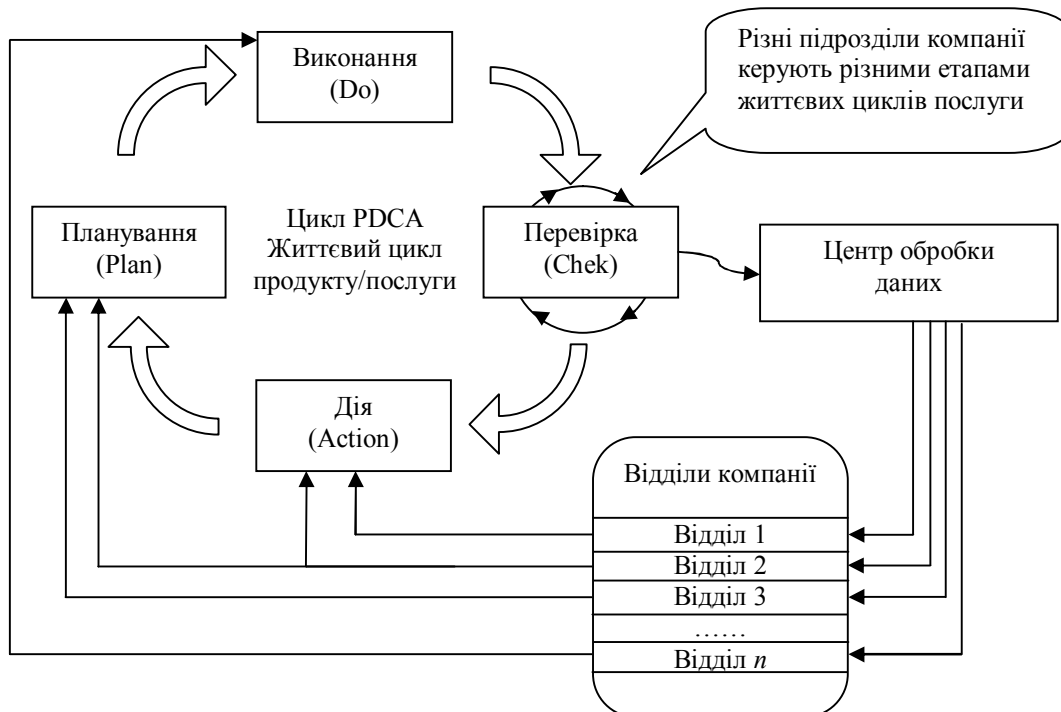 Виконання
(Do)
Різні підрозділи компанії
керують різними етапами
життєвих циклів послуги
Планування
(Plan)
Цикл PDCA
Життєвий цикл
продукту/послуги
Перевірка
(Chek)
Центр обробки
даних
Дія
(Action)
Відділи компанії
Відділ 1
Відділ 2
Відділ 3
……
Відділ n